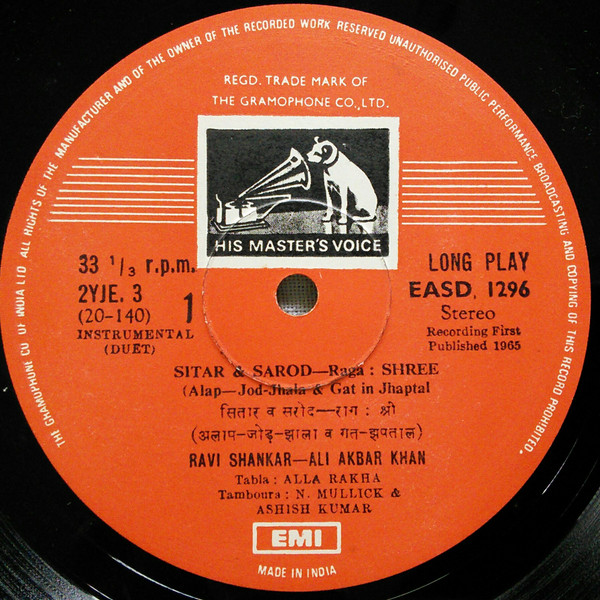 THE GRAMOPHONE CO OF INDIA LTD ALL RIGHTS OF THE MANUFACTURER AND OF THE OWNER OF THE RECORDED WORK RESERVED UNAUTHORISED PUBLIC PERFORMANCE BROADCASTING AND COPYING OF THIS RECORD PROHIBITED.
REGD. TRADE MARK OF
THE GRAMOPHONE CO., LTD.
HIS MASTER'S VOICE
33 1/3 r.p.m. LONG PLAY
2YJE. 3 1 EASD. 1296
(20-140) Stereo
INSTRUMENTAL Recording First
(DUET) Published 1965
SITAR & SAROD—Raga : SHREE
(Alap—Jod-Jhala & Gat in Jhaptal
सितार व सरोद—राग : श्री
(अलाप-जोड़-झाला व गत-झपताल)
RAVI SHANKAR—ALI AKBAR KHAN
Tabla : ALLA RAKHA
Tamboura : N. MULLICK &
ASHISH KUMAR
EMI
MADE IN INDIA